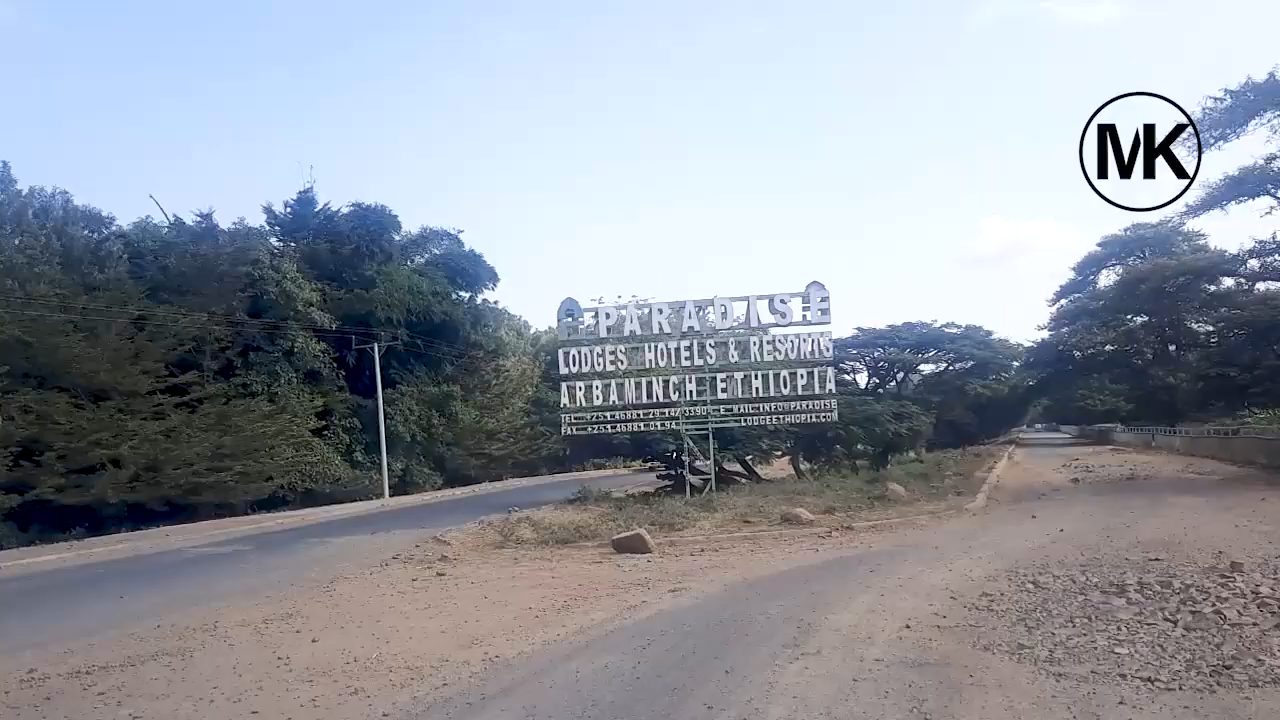 MK
PARADISE
LODGES HOTELS & RESORTS
ARBAMINCH ETHIOPIA
E MAIL:INFO@PARADISE
LODGEETHIOPIA.COM